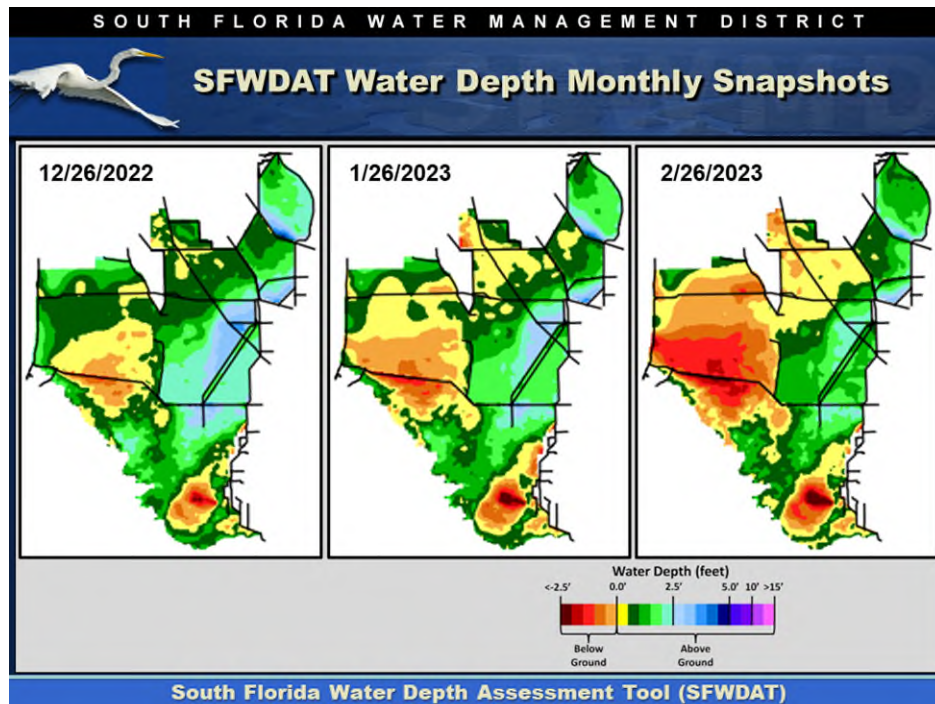 SOUTH FLORIDA WATER MANAGEMENT DISTRICT
SFWDAT Water Depth Monthly Snapshots
12/26/2022
1/26/2023
2/26/2023
Water Depth (feet)
<-2.5' 0.0' 2.5' 5.0' 10' >15'
Below Ground
Above Ground
South Florida Water Depth Assessment Tool (SFWDAT)